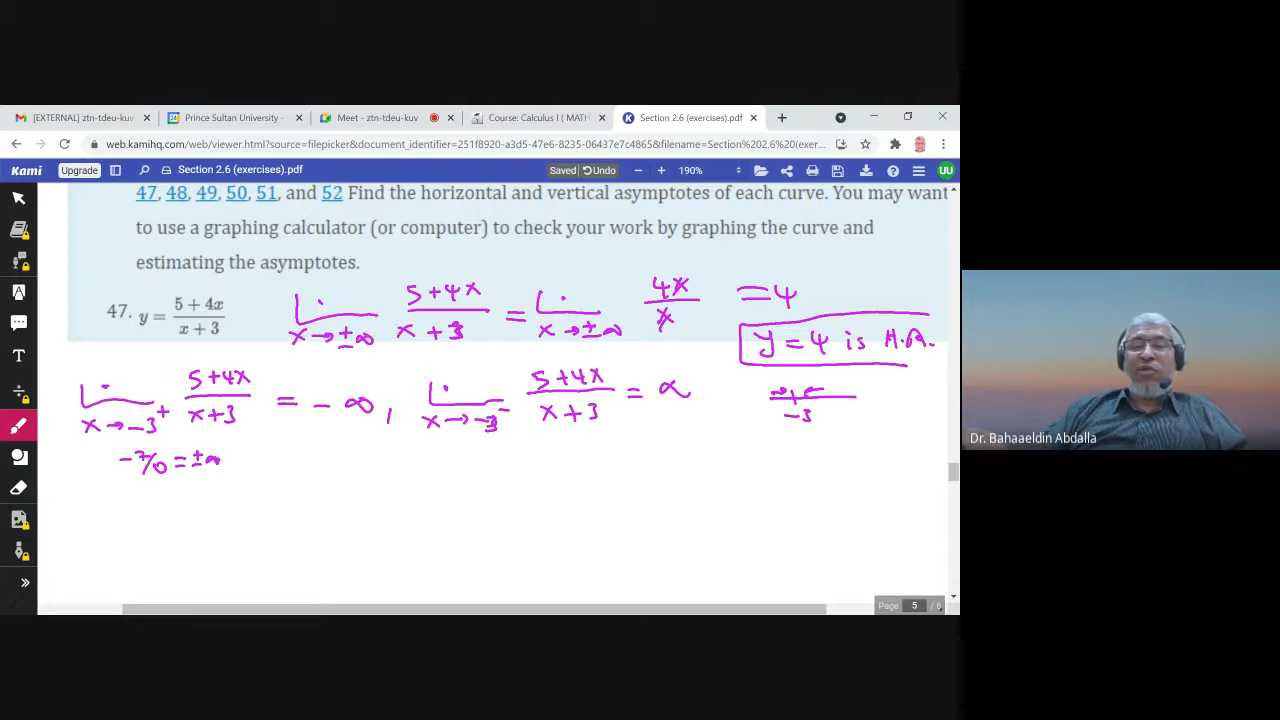 [EXTERNAL] ztn-tdeu-kuv
Prince Sultan University -
Meet - ztn-tdeu-kuv
Course: Calculus I ( MATH
Section 2.6 (exercises).pdf
web.kamihq.com/web/viewer.html?source=filepicker&document_identifier=251f8920-a3d5-47e6-8235-06437e7c4865&filename=Section%202.6%20(exer...
Kami
Upgrade
Section 2.6 (exercises).pdf
Saved
Undo
190%
UU
47, 48, 49, 50, 51, and 52 Find the horizontal and vertical asymptotes of each curve. You may want
to use a graphing calculator (or computer) to check your work by graphing the curve and
estimating the asymptotes.
47. y = (5 + 4x)/(x + 3)
Lim x→±∞ (5+4x)/(x+3) = Lim x→±∞ 4x/x = 4
y = 4 is H.A.
Lim x→-3⁺ (5+4x)/(x+3) = -∞, Lim x→-3⁻ (5+4x)/(x+3) = ∞
-3
-7/0 = ±∞
Dr. Bahaaeldin Abdalla
Page 5 / 6